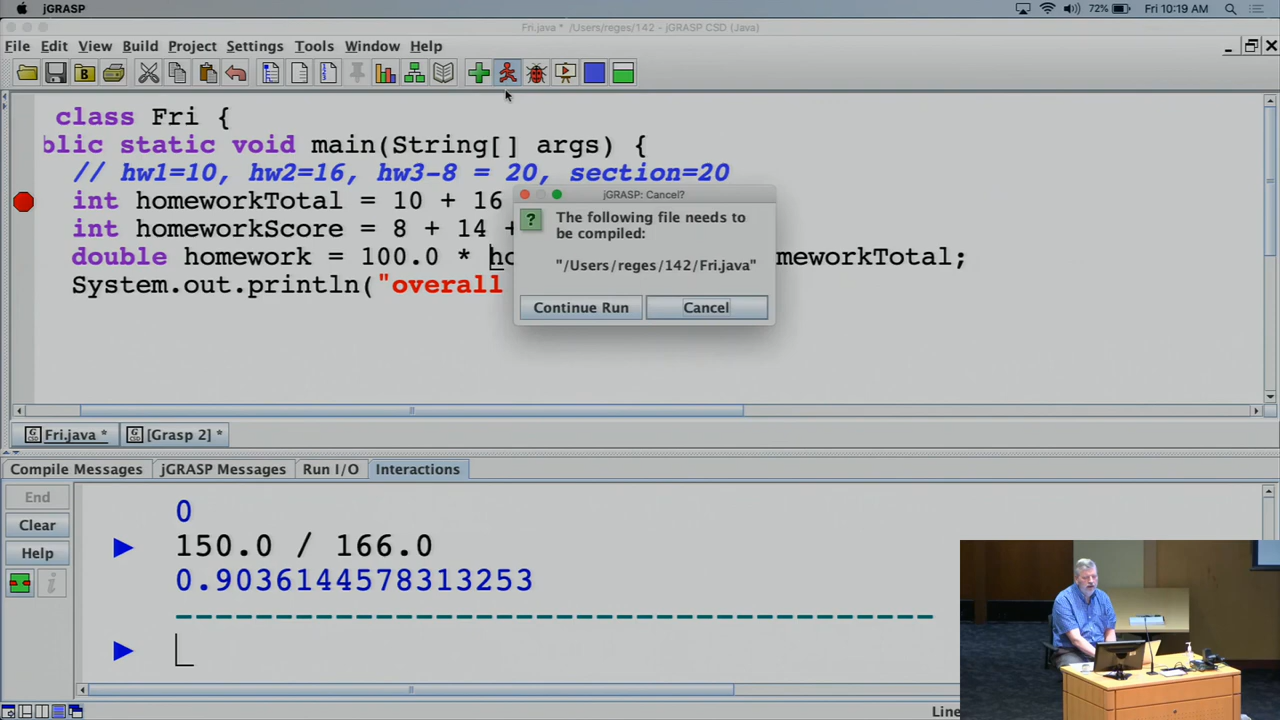 jGRASP
72%
Fri 10:19 AM
Fri.java * /Users/reges/142 - jGRASP CSD (Java)
File Edit View Build Project Settings Tools Window Help
class Fri {
blic static void main(String[] args) {
// hw1=10, hw2=16, hw3-8 = 20, section=20
int homeworkTotal = 10 + 16
int homeworkScore = 8 + 14 +
double homework = 100.0 * ho meworkTotal;
System.out.println("overall
jGRASP: Cancel?
The following file needs to
be compiled:
"/Users/reges/142/Fri.java"
Continue Run Cancel
Fri.java * [Grasp 2] *
Compile Messages jGRASP Messages Run I/O Interactions
End
Clear
Help
0
150.0 / 166.0
0.9036144578313253
Line